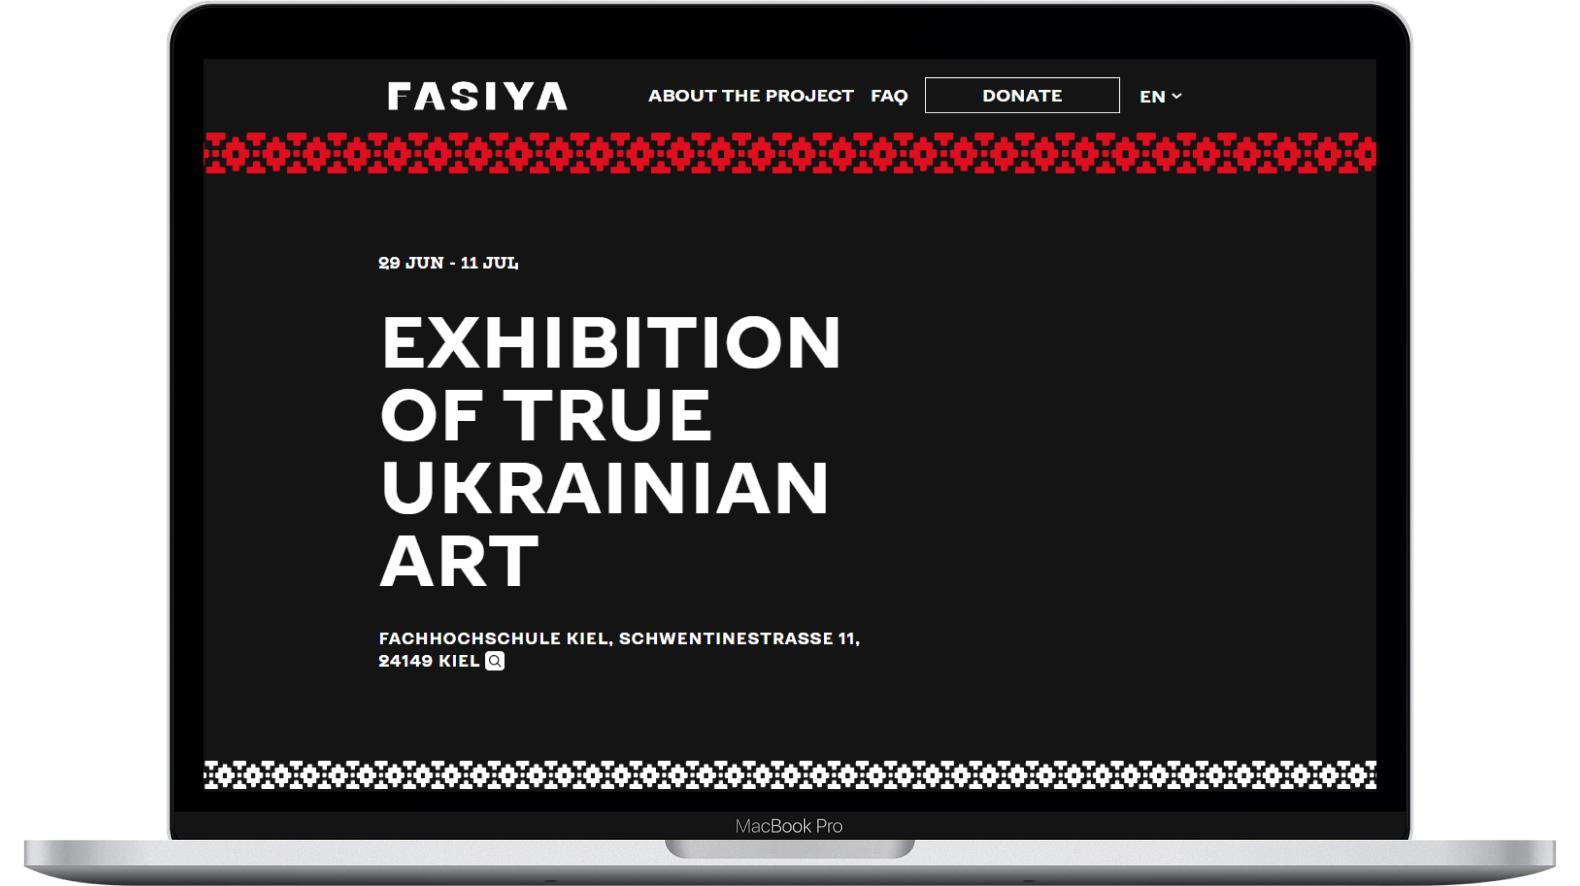 FASIYA
ABOUT THE PROJECT FAQ DONATE EN
29 JUN - 11 JUL
EXHIBITION
OF TRUE
UKRAINIAN
ART
FACHHOCHSCHULE KIEL, SCHWENTINESTRASSE 11,
24149 KIEL
MacBook Pro